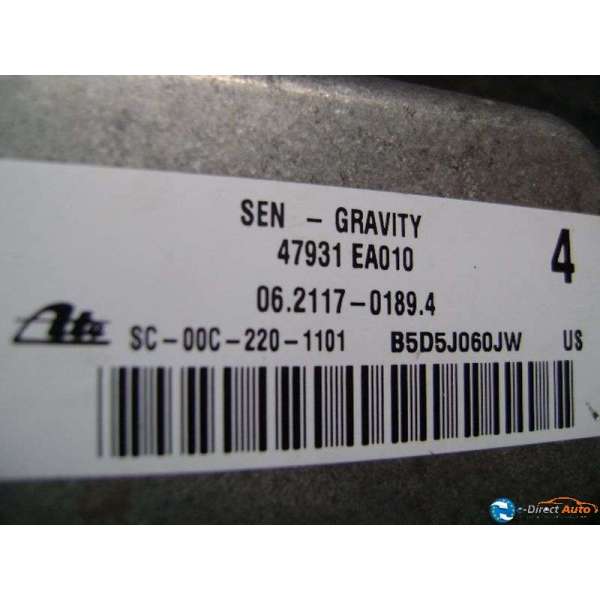 SEN - GRAVITY
47931 EA010
4
06.2117-0189.4
Ate
SC-00C-220-1101 B5D5J060JW US
e-Direct Auto